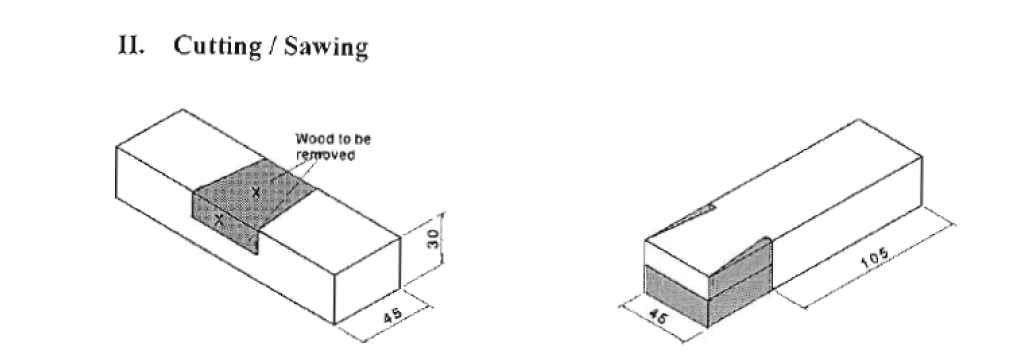 II. Cutting / Sawing
Wood to be
removed
X
X
30
45
105
45